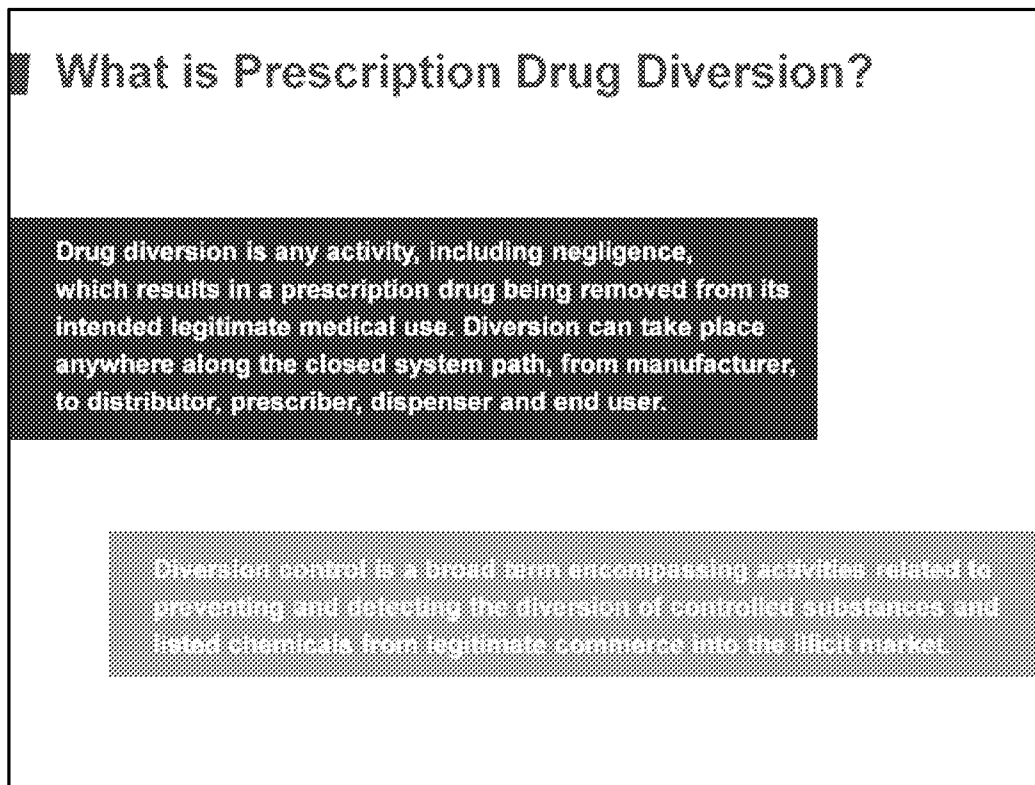 What is Prescription Drug Diversion?
Drug diversion is any activity, including negligence,
which results in a prescription drug being removed from its
intended legitimate medical use. Diversion can take place
anywhere along the closed system path, from manufacturer,
to distributor, prescriber, dispenser and end user.
Diversion control is a broad term encompassing activities related to
preventing and detecting the diversion of controlled substances and
listed chemicals from legitimate commerce into the illicit market.